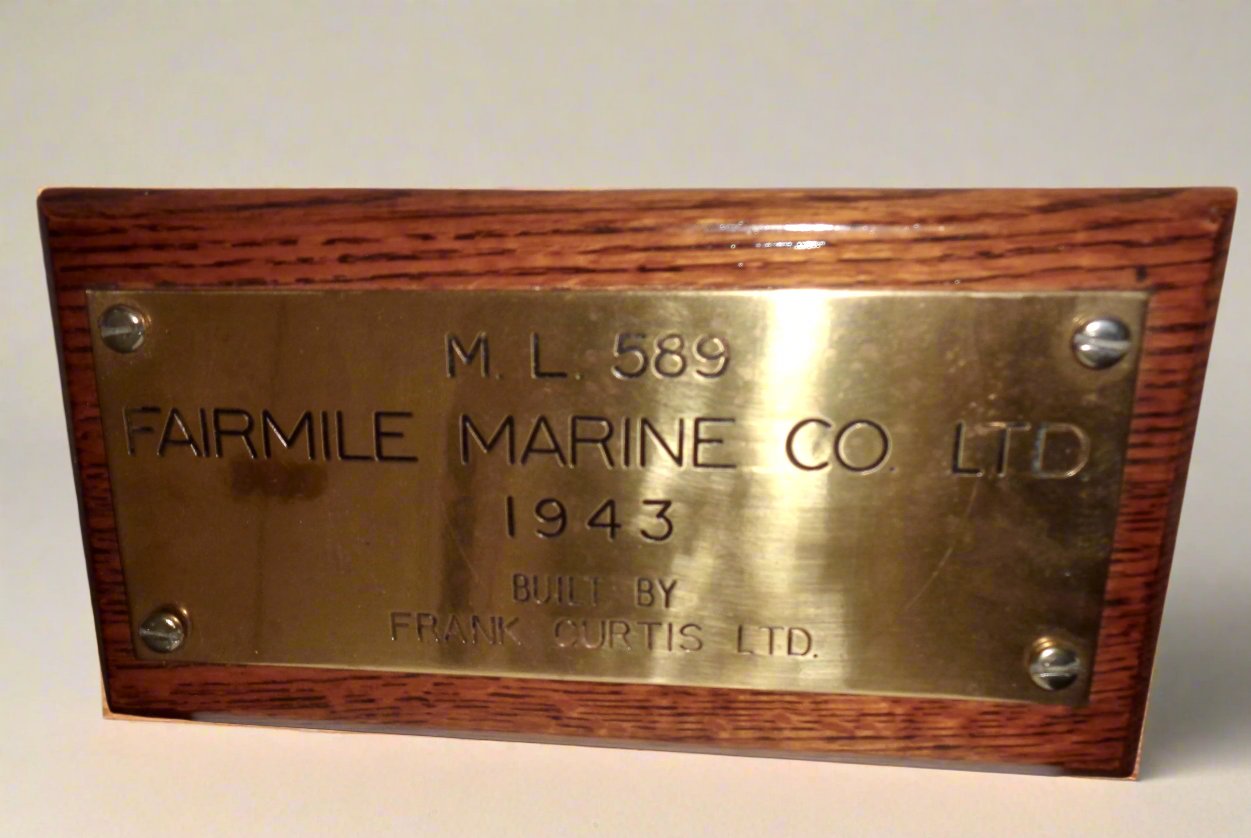 M. L. 589
FAIRMILE MARINE CO. LTD
1943
BUILT BY
FRANK CURTIS LTD.